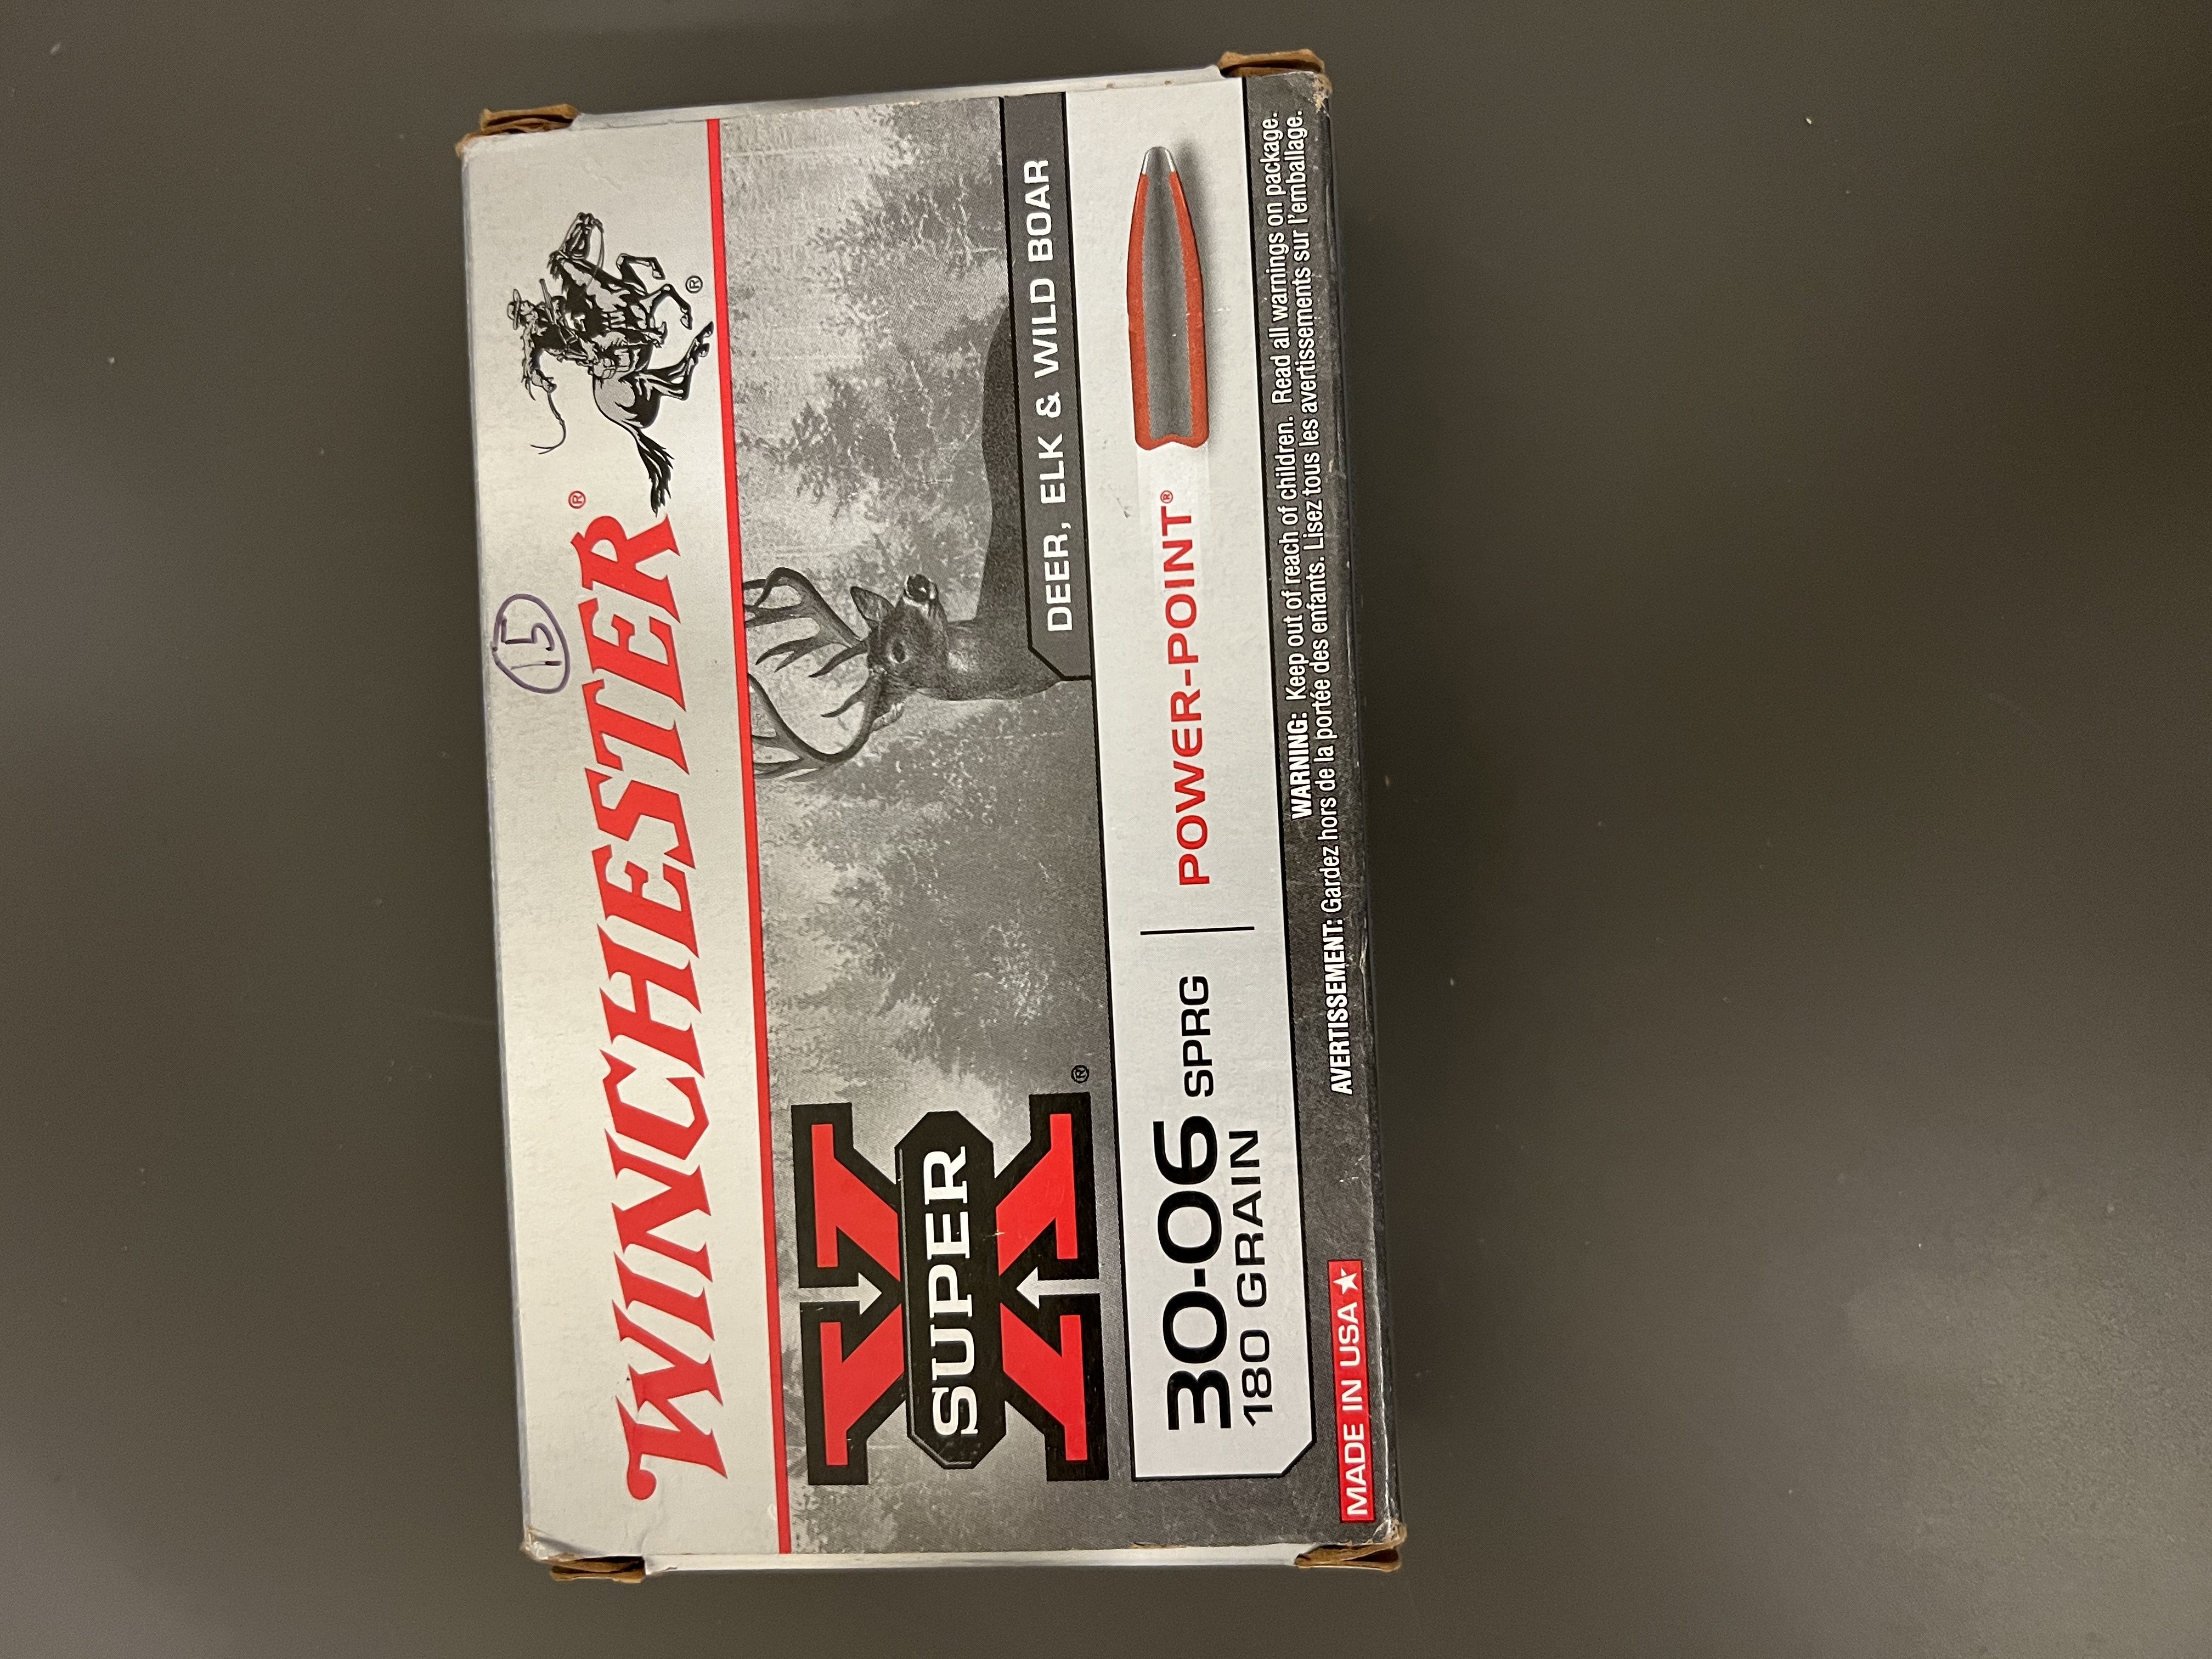 15
WINCHESTER®
®
SUPER X®
DEER, ELK & WILD BOAR
30-06 SPRG
180 GRAIN
POWER-POINT®
MADE IN USA
WARNING: Keep out of reach of children. Read all warnings on package.
AVERTISSEMENT: Gardez hors de la portée des enfants. Lisez tous les avertissements sur l'emballage.